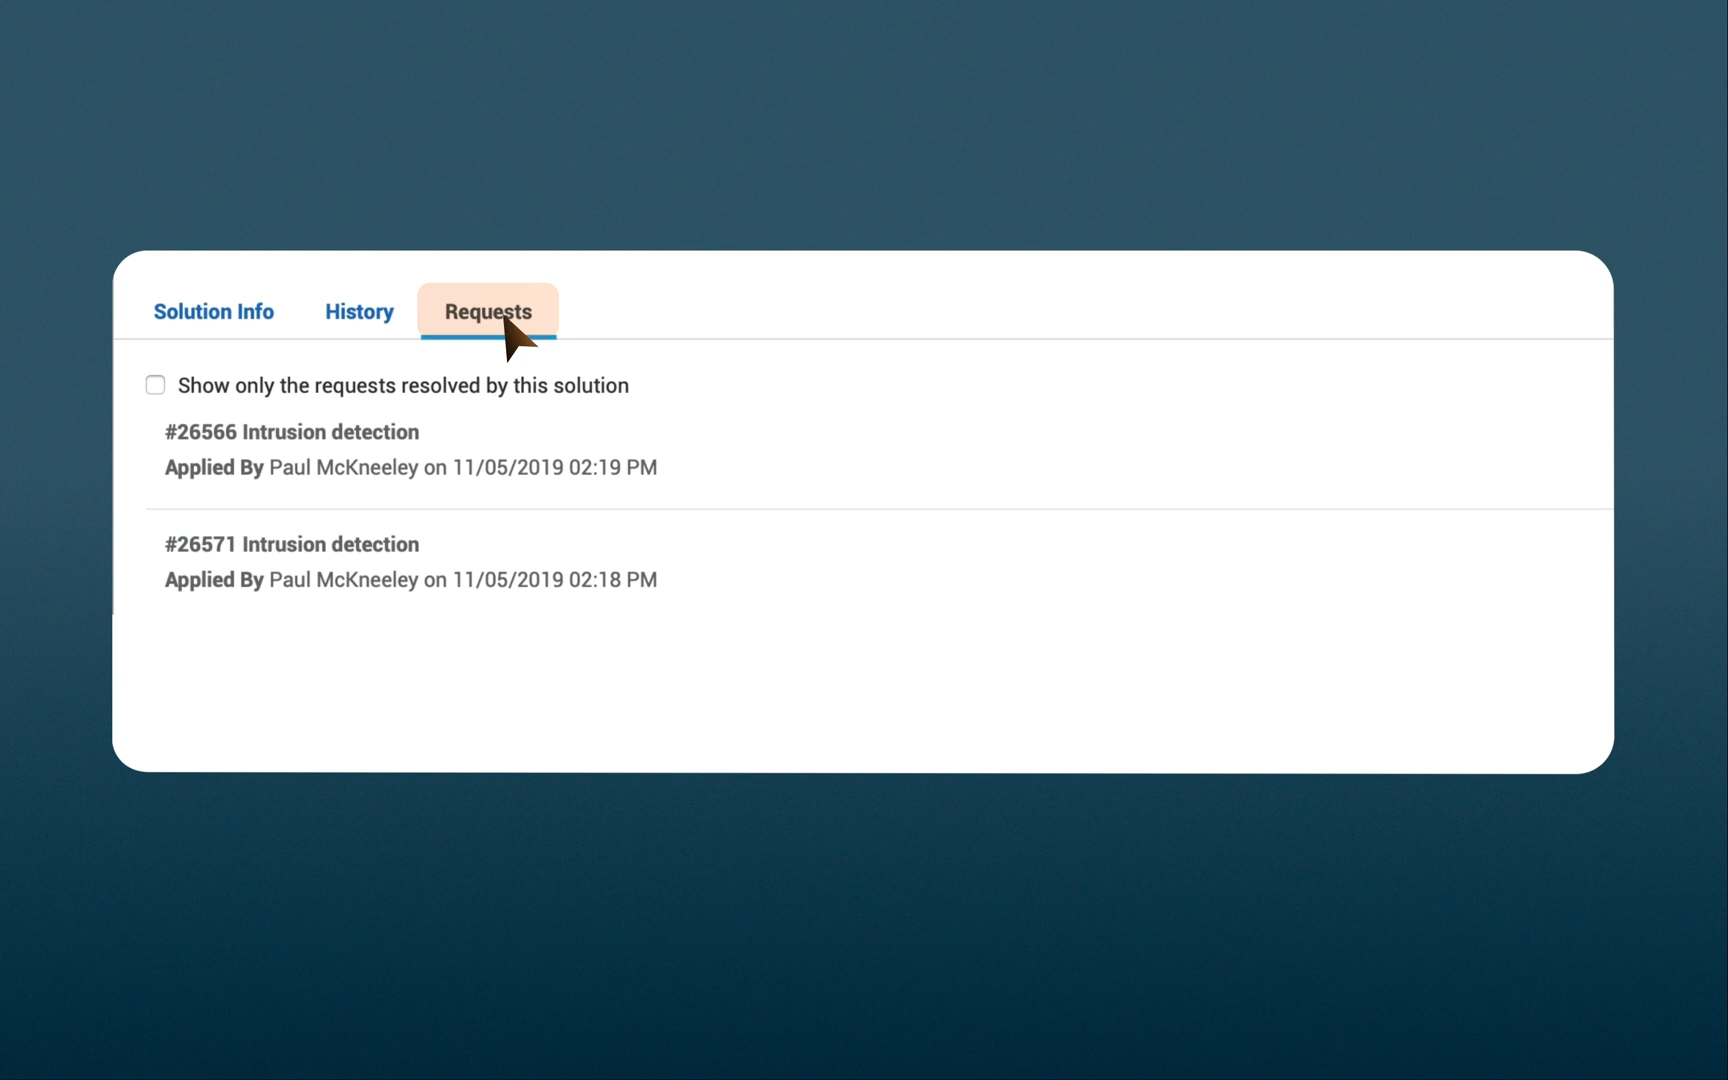 Solution Info History Requests
Show only the requests resolved by this solution
#26566 Intrusion detection
Applied By Paul McKneeley on 11/05/2019 02:19 PM
#26571 Intrusion detection
Applied By Paul McKneeley on 11/05/2019 02:18 PM